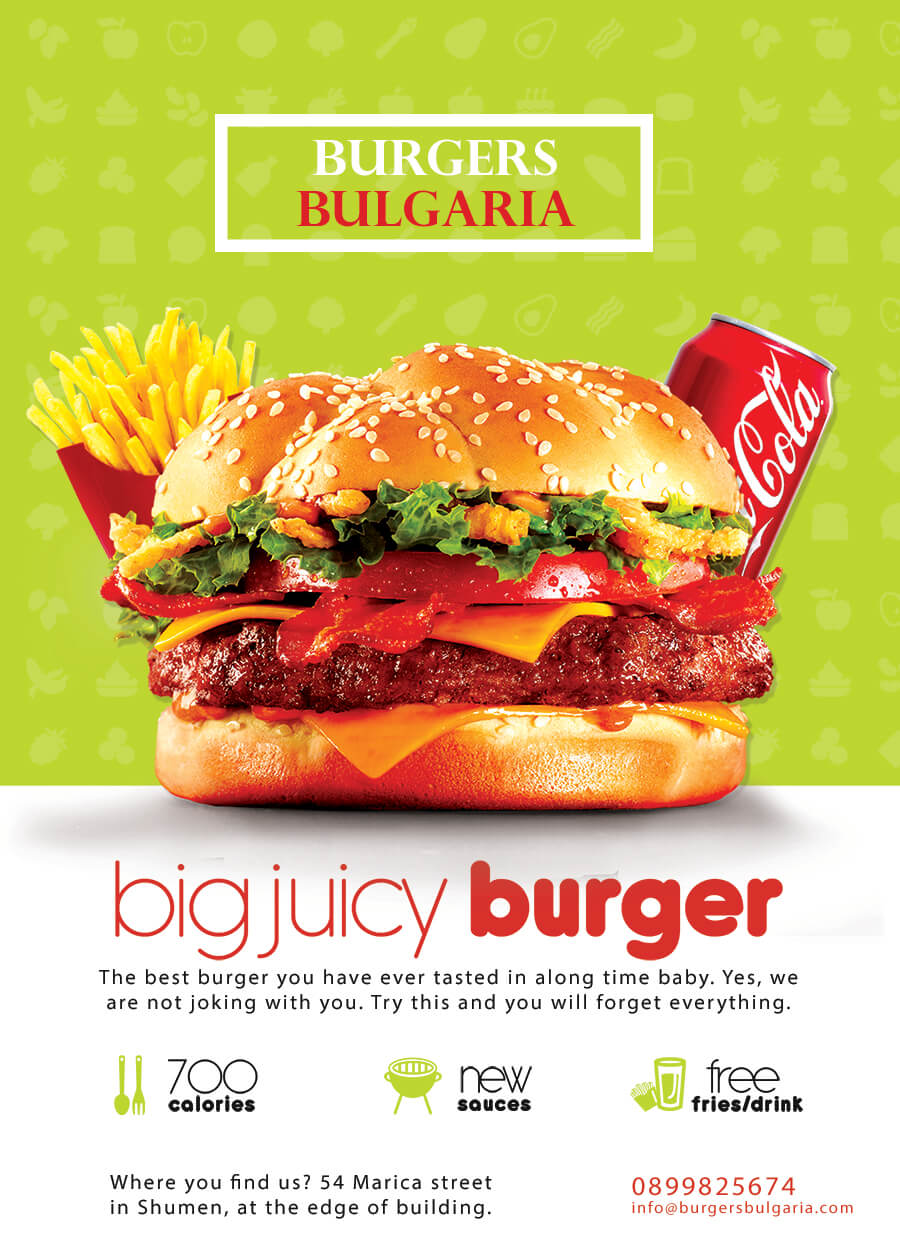 BURGERS
BULGARIA
Cola
big juicy burger
The best burger you have ever tasted in along time baby. Yes, we
are not joking with you. Try this and you will forget everything.
700
calories
new
sauces
free
fries/drink
Where you find us? 54 Marica street
in Shumen, at the edge of building.
0899825674
info@burgersbulgaria.com